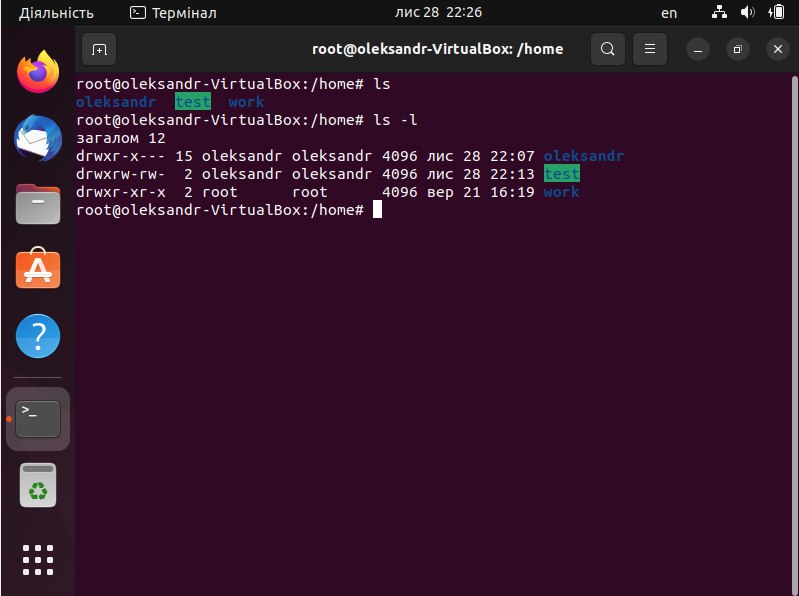 Діяльність Термінал лис 28 22:26 en
root@oleksandr-VirtualBox: /home
root@oleksandr-VirtualBox:/home# ls
oleksandr test work
root@oleksandr-VirtualBox:/home# ls -l
загалом 12
drwxr-x--- 15 oleksandr oleksandr 4096 лис 28 22:07 oleksandr
drwxrw-rw- 2 oleksandr oleksandr 4096 лис 28 22:13 test
drwxr-xr-x 2 root root 4096 вер 21 16:19 work
root@oleksandr-VirtualBox:/home#